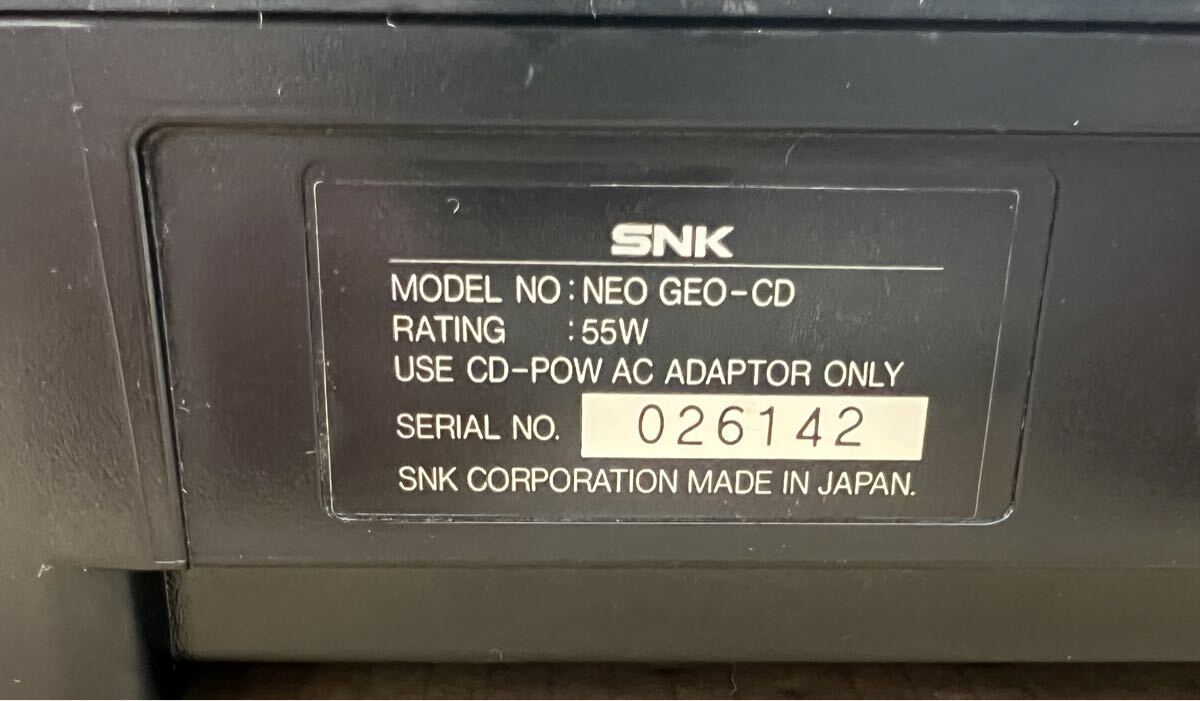 SNK
MODEL NO : NEO GEO-CD
RATING : 55W
USE CD-POW AC ADAPTOR ONLY
SERIAL NO. 026142
SNK CORPORATION MADE IN JAPAN.